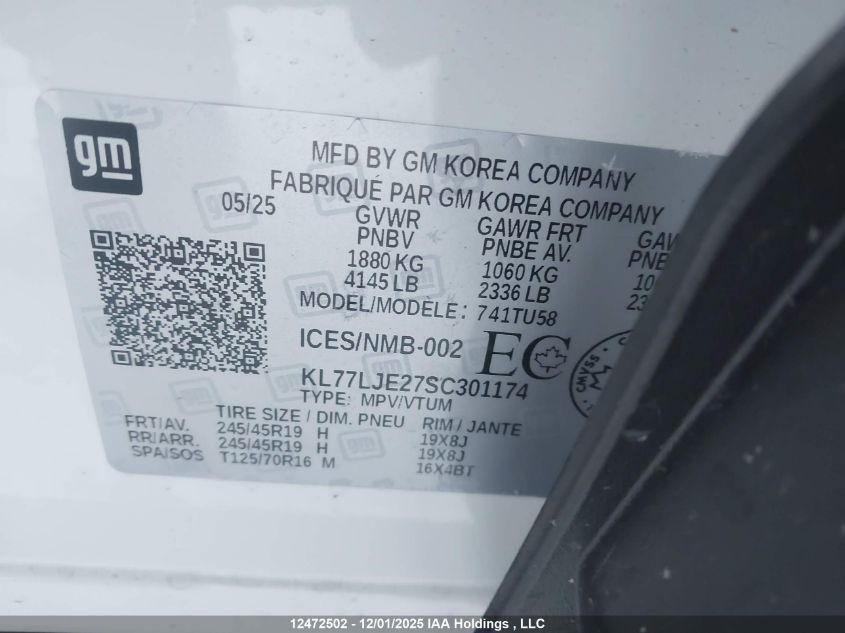 gm
MFD BY GM KOREA COMPANY
FABRIQUÉ PAR GM KOREA COMPANY
05/25
GVWR GAWR FRT
PNBV PNBE AV.
1880 KG 1060 KG
4145 LB 2336 LB
MODEL/MODÈLE: 741TU58
ICES/NMB-002 EC
CMVSS
KL77LJE27SC301174
TYPE: MPV/VTUM
TIRE SIZE / DIM. PNEU RIM / JANTE
FRT/AV. 245/45R19 H 19X8J
RR/ARR. 245/45R19 H 19X8J
SPA/SOS T125/70R16 M 16X4BT
12472502 - 12/01/2025 IAA Holdings, LLC